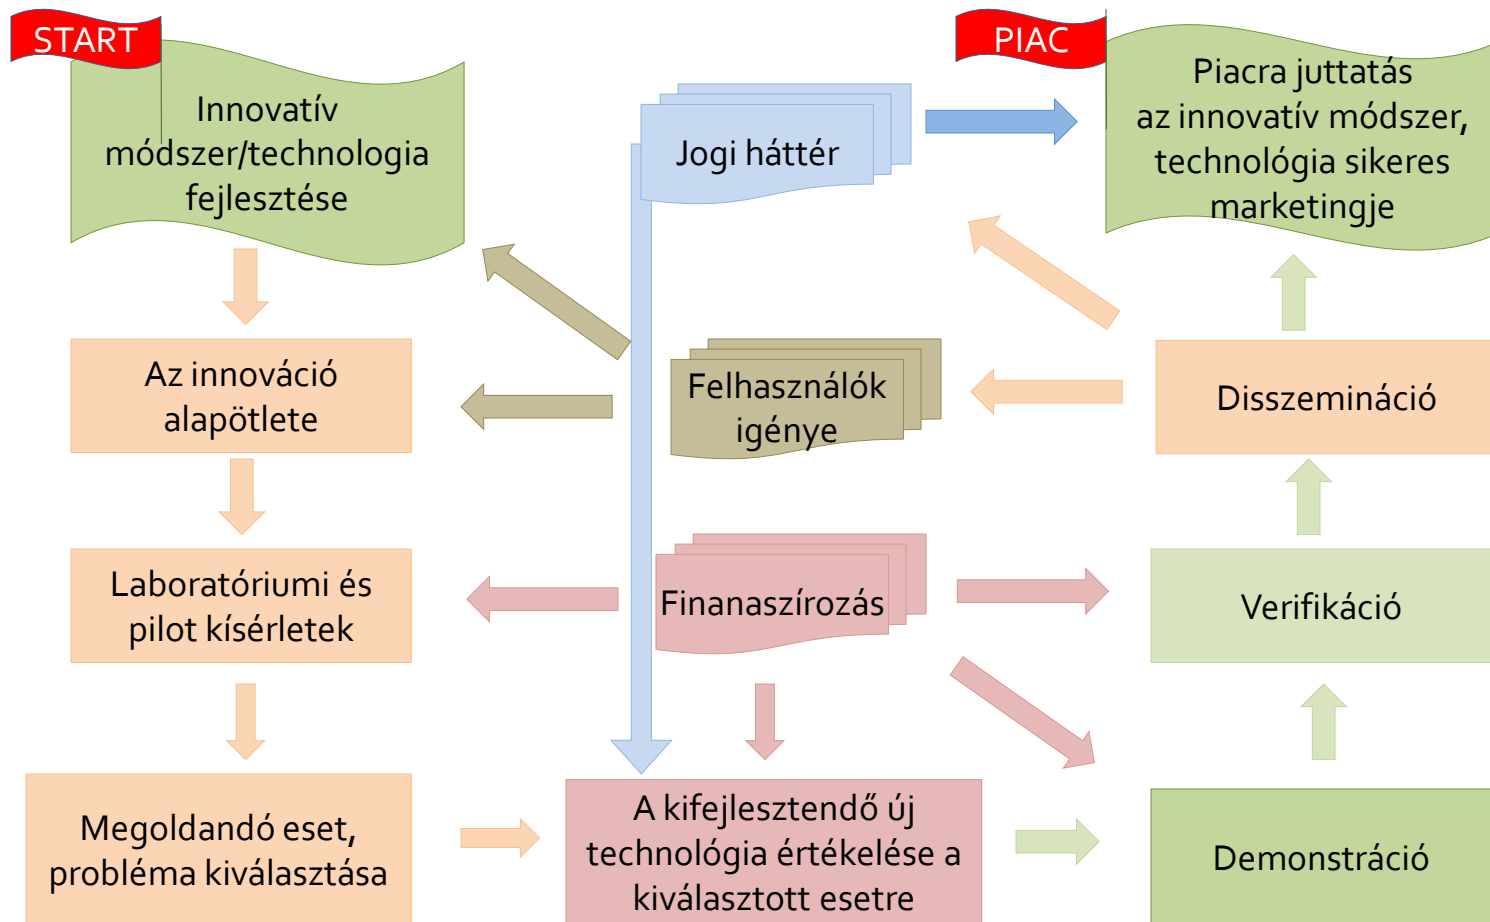 START
Innovatív
módszer/technologia
fejlesztése
PIAC
Piacra juttatás
az innovatív módszer,
technológia sikeres
marketingje
Jogi háttér
Az innováció
alapötlete
Felhasználók
igénye
Disszemináció
Laboratóriumi és
pilot kísérletek
Finanaszírozás
Verifikáció
Megoldandó eset,
probléma kiválasztása
A kifejlesztendő új
technológia értékelése a
kiválasztott esetre
Demonstráció